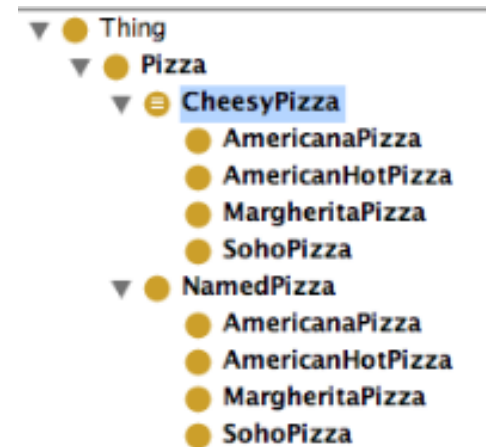 Thing
Pizza
CheesyPizza
AmericanaPizza
AmericanHotPizza
MargheritaPizza
SohoPizza
NamedPizza
AmericanaPizza
AmericanHotPizza
MargheritaPizza
SohoPizza